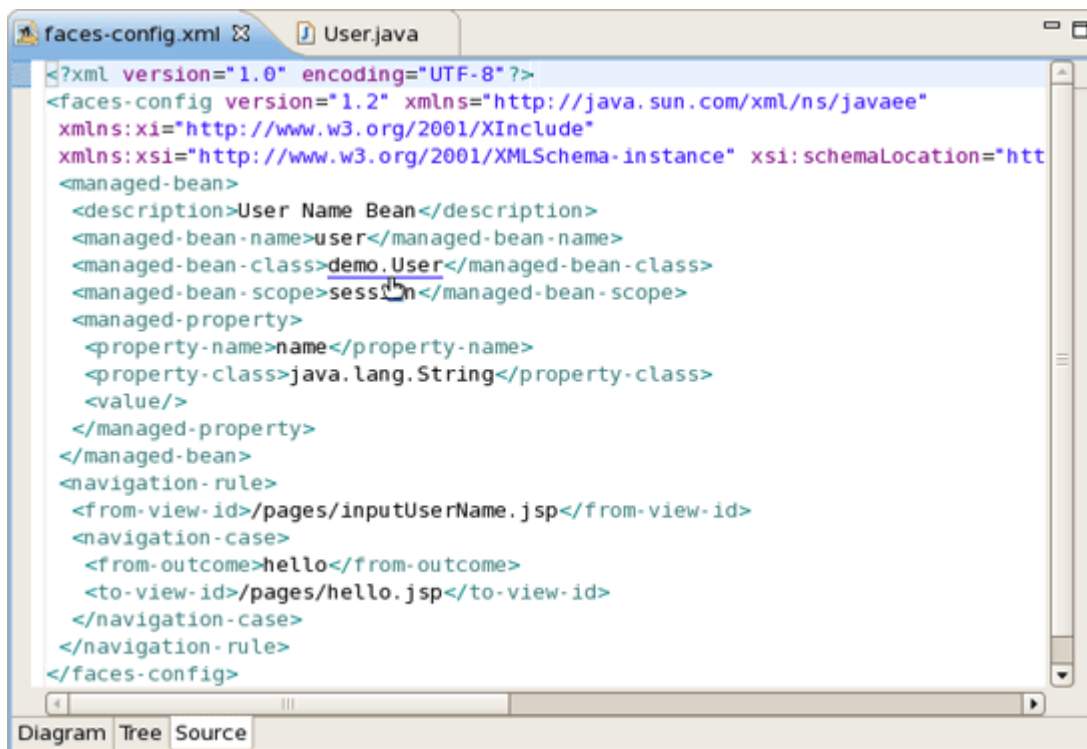 faces-config.xml User.java
<?xml version="1.0" encoding="UTF-8"?>
<faces-config version="1.2" xmlns="http://java.sun.com/xml/ns/javaee"
xmlns:xi="http://www.w3.org/2001/XInclude"
xmlns:xsi="http://www.w3.org/2001/XMLSchema-instance" xsi:schemaLocation="htt
<managed-bean>
<description>User Name Bean</description>
<managed-bean-name>user</managed-bean-name>
<managed-bean-class>demo.User</managed-bean-class>
<managed-bean-scope>session</managed-bean-scope>
<managed-property>
<property-name>name</property-name>
<property-class>java.lang.String</property-class>
<value/>
</managed-property>
</managed-bean>
<navigation-rule>
<from-view-id>/pages/inputUserName.jsp</from-view-id>
<navigation-case>
<from-outcome>hello</from-outcome>
<to-view-id>/pages/hello.jsp</to-view-id>
</navigation-case>
</navigation-rule>
</faces-config>
Diagram Tree Source